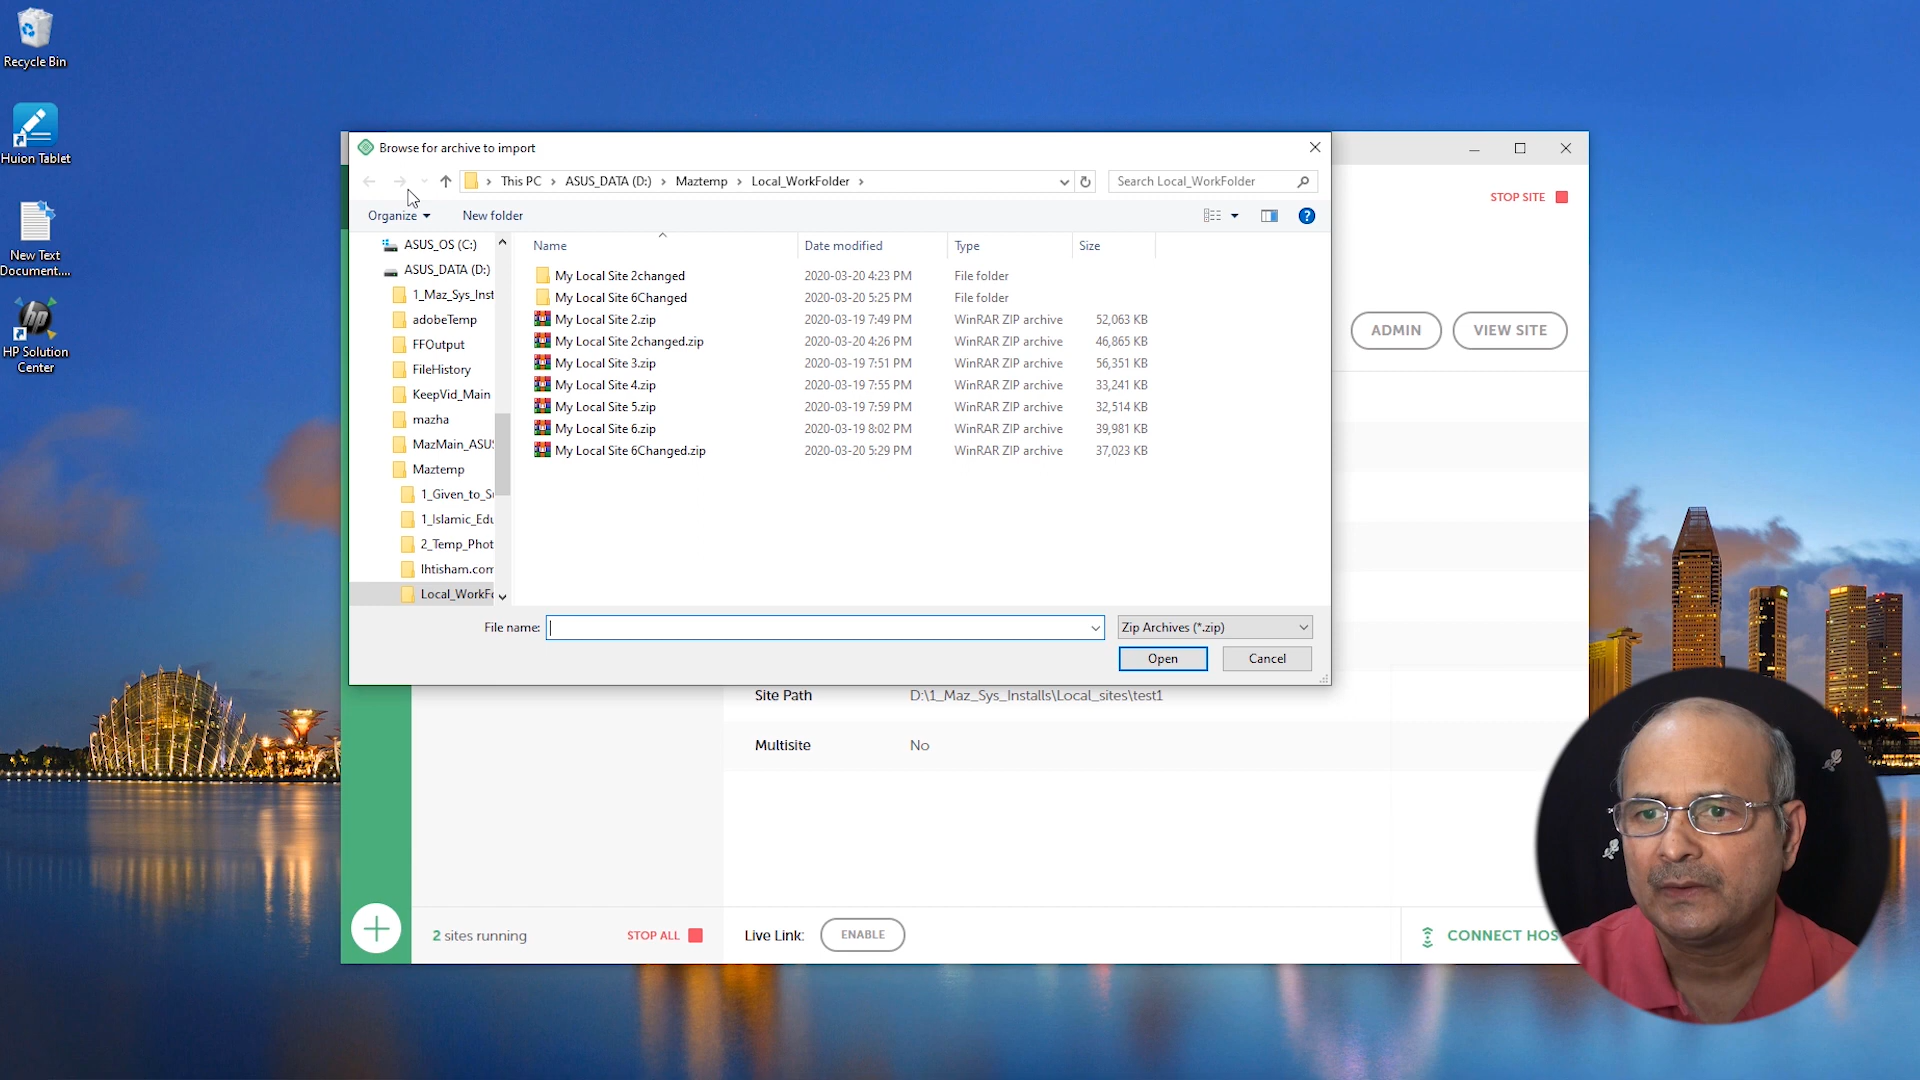 Recycle Bin
Huion Tablet
New Text
Document....
HP Solution
Center
Browse for archive to import
This PC > ASUS_DATA (D:) > Maztemp > Local_WorkFolder >
Search Local_WorkFolder
Organize
New folder
ASUS_OS (C:)
ASUS_DATA (D:)
1_Maz_Sys_Inst
adobeTemp
FFOutput
FileHistory
KeepVid_Main
mazha
MazMain_ASUS
Maztemp
1_Given_to_Su
1_Islamic_Edu
2_Temp_Phot
Ihtisham.com
Local_WorkFo
Name Date modified Type Size
My Local Site 2changed 2020-03-20 4:23 PM File folder
My Local Site 6Changed 2020-03-20 5:25 PM File folder
My Local Site 2.zip 2020-03-19 7:49 PM WinRAR ZIP archive 52,063 KB
My Local Site 2changed.zip 2020-03-20 4:26 PM WinRAR ZIP archive 46,865 KB
My Local Site 3.zip 2020-03-19 7:51 PM WinRAR ZIP archive 56,351 KB
My Local Site 4.zip 2020-03-19 7:55 PM WinRAR ZIP archive 33,241 KB
My Local Site 5.zip 2020-03-19 7:59 PM WinRAR ZIP archive 32,514 KB
My Local Site 6.zip 2020-03-19 8:02 PM WinRAR ZIP archive 39,981 KB
My Local Site 6Changed.zip 2020-03-20 5:29 PM WinRAR ZIP archive 37,023 KB
File name:
Zip Archives (*.zip)
Open
Cancel
STOP SITE
ADMIN
VIEW SITE
Site Path D:\1_Maz_Sys_Installs\Local_sites\test1
Multisite No
2 sites running
STOP ALL
Live Link:
ENABLE
CONNECT HOS
hp